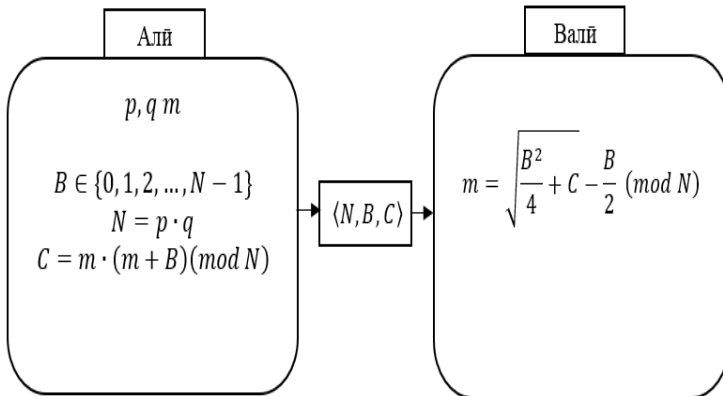 Алӣ
p, q m
B ∈ {0, 1, 2, ..., N − 1}
N = p · q
C = m · (m + B)(mod N)
⟨N, B, C⟩
Валӣ
m = √(B²/4 + C) − B/2 (mod N)